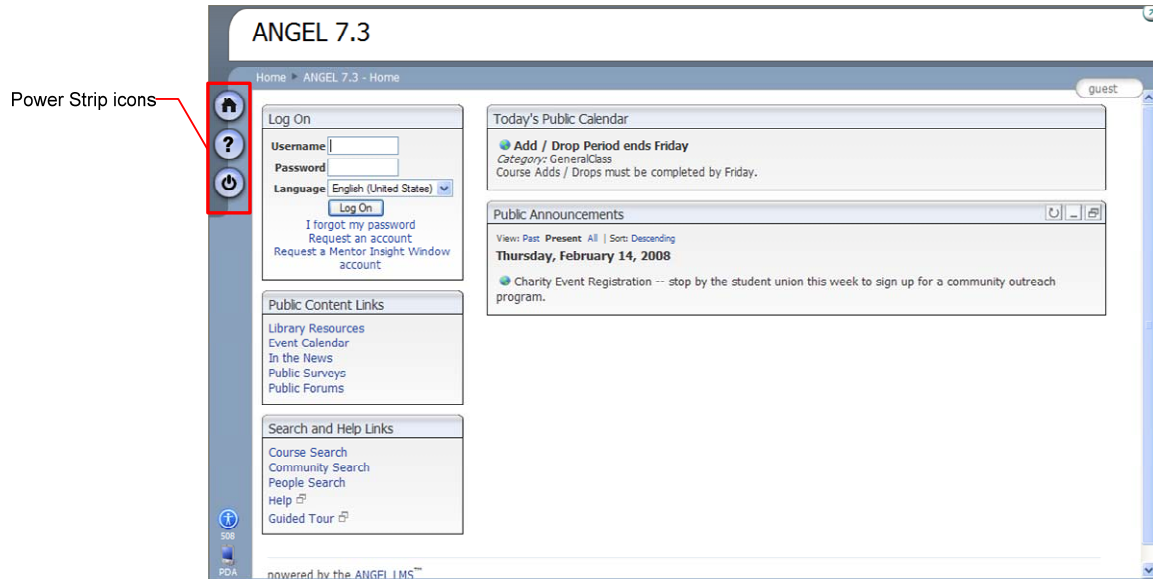 ANGEL 7.3
Home ANGEL 7.3 - Home
guest
Power Strip icons
?
Log On
Username
Password
Language English (United States)
Log On
I forgot my password
Request an account
Request a Mentor Insight Window
account
Public Content Links
Library Resources
Event Calendar
In the News
Public Surveys
Public Forums
Search and Help Links
Course Search
Community Search
People Search
Help
Guided Tour
Today's Public Calendar
Add / Drop Period ends Friday
Category: GeneralClass
Course Adds / Drops must be completed by Friday.
Public Announcements
View: Past Present All | Sort: Descending
Thursday, February 14, 2008
Charity Event Registration -- stop by the student union this week to sign up for a community outreach
program.
508
PDA
powered by the ANGEL LMS™